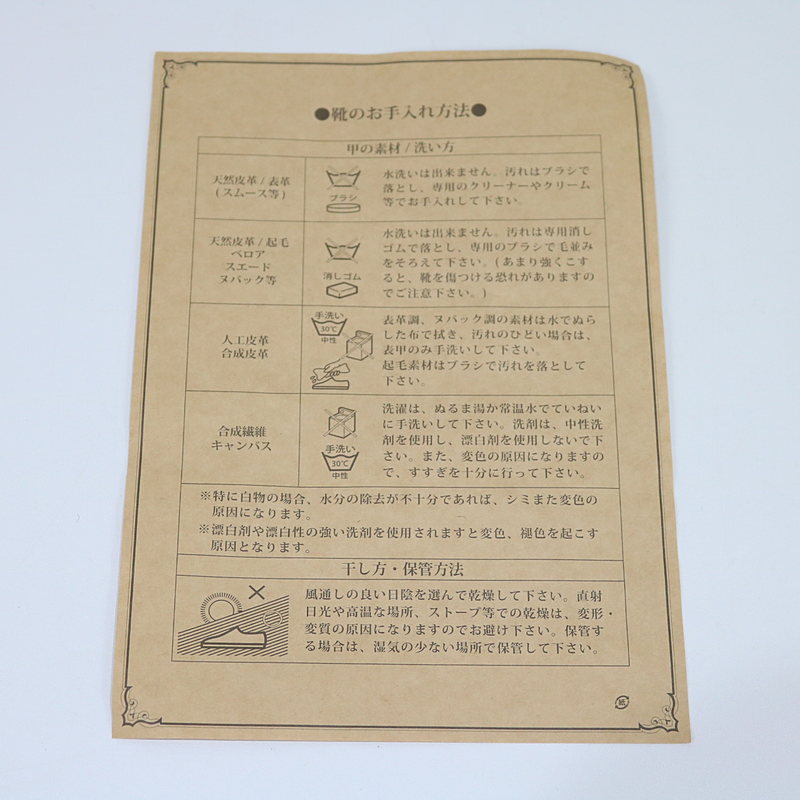 ●靴のお手入れ方法●
甲の素材 / 洗い方
天然皮革 / 表革
(スムース等)
ブラシ
水洗いは出来ません。汚れはブラシで
落とし、専用のクリーナーやクリーム
等でお手入れして下さい。
天然皮革 / 起毛
ベロア
スエード
ヌバック等
消しゴム
水洗いは出来ません。汚れは専用消し
ゴムで落とし、専用のブラシで毛並み
をそろえて下さい。(あまり強くこす
ると、靴を傷つける恐れがありますの
でご注意下さい。)
人工皮革
合成皮革
手洗い
30℃
中性
表革調、ヌバック調の素材は水でぬら
した布で拭き、汚れのひどい場合は、
表甲のみ手洗いして下さい。
起毛素材はブラシで汚れを落として
下さい。
合成繊維
キャンバス
手洗い
30℃
中性
洗濯は、ぬるま湯か常温水でていねい
に手洗いして下さい。洗剤は、中性洗
剤を使用し、漂白剤を使用しないで下
さい。また、変色の原因になりますの
で、すすぎを十分に行って下さい。
※特に白物の場合、水分の除去が不十分であれば、シミまた変色の
原因になります。
※漂白剤や漂白性の強い洗剤を使用されますと変色、褪色を起こす
原因となります。
干し方・保管方法
風通しの良い日陰を選んで乾燥して下さい。直射
日光や高温な場所、ストーブ等での乾燥は、変形・
変質の原因になりますのでお避け下さい。保管す
る場合は、湿気の少ない場所で保管して下さい。
紙